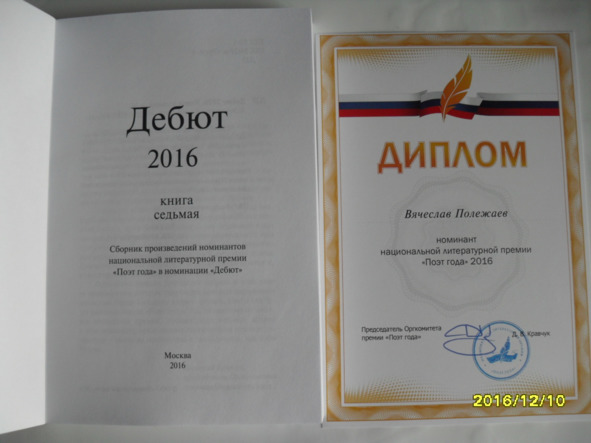 Дебют
2016
книга
седьмая
Сборник произведений номинантов
национальной литературной премии
«Поэт года» в номинации «Дебют»
Москва
2016
ДИПЛОМ
Вячеслав Полежаев
номинант
национальной литературной премии
«Поэт года» 2016
Председатель Оргкомитета
премии «Поэт года»
Д. В. Кравчук
2016/12/10